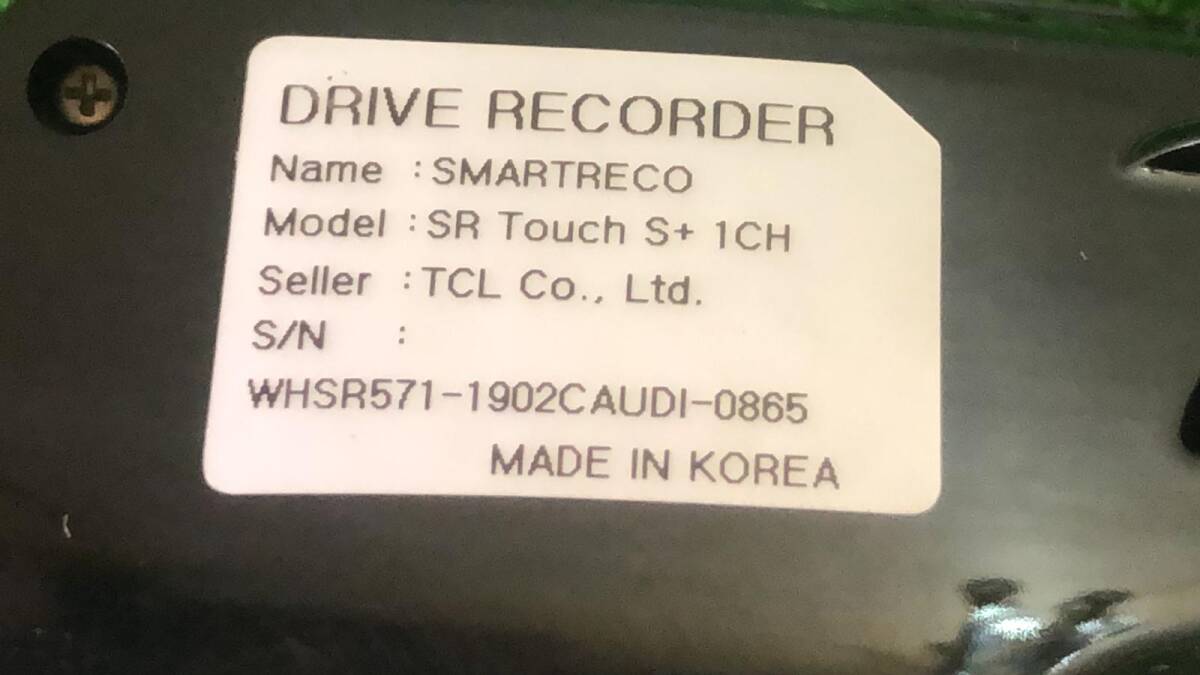 DRIVE RECORDER
Name : SMARTRECO
Model : SR Touch S+ 1CH
Seller : TCL Co., Ltd.
S/N :
WHSR571-1902CAUDI-0865
MADE IN KOREA